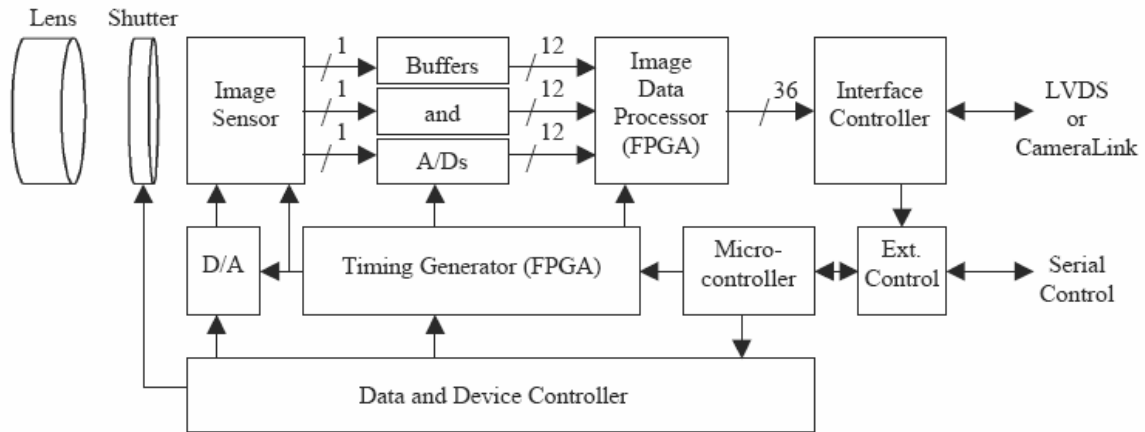 Lens
Shutter
Image
Sensor
1
1
1
Buffers
and
A/Ds
12
12
12
Image
Data
Processor
(FPGA)
36
Interface
Controller
LVDS
or
CameraLink
D/A
Timing Generator (FPGA)
Micro-
controller
Ext.
Control
Serial
Control
Data and Device Controller